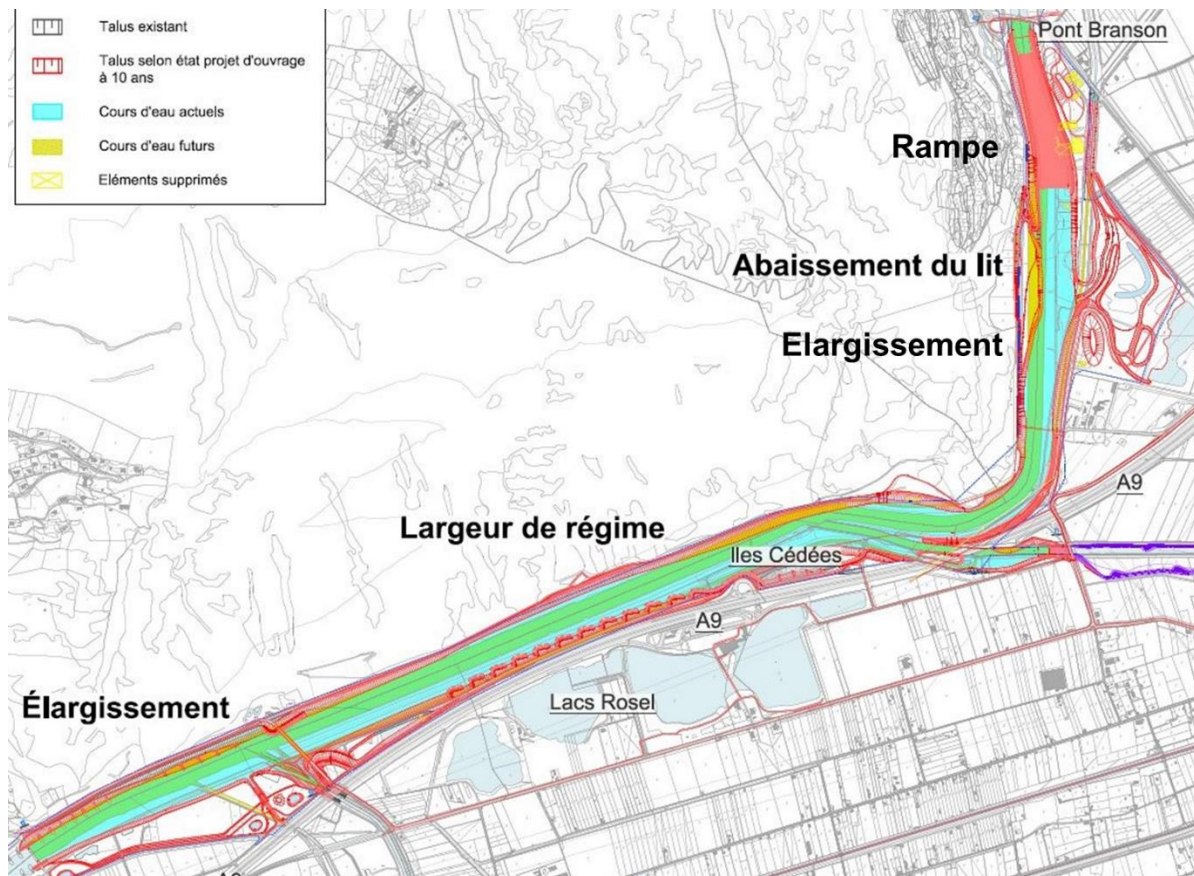 Talus existant
Talus selon état projet d'ouvrage
à 10 ans
Cours d'eau actuels
Cours d'eau futurs
Eléments supprimés
Pont Branson
Rampe
Abaissement du lit
Elargissement
A9
Largeur de régime
Iles Cédées
A9
Lacs Rosel
Élargissement